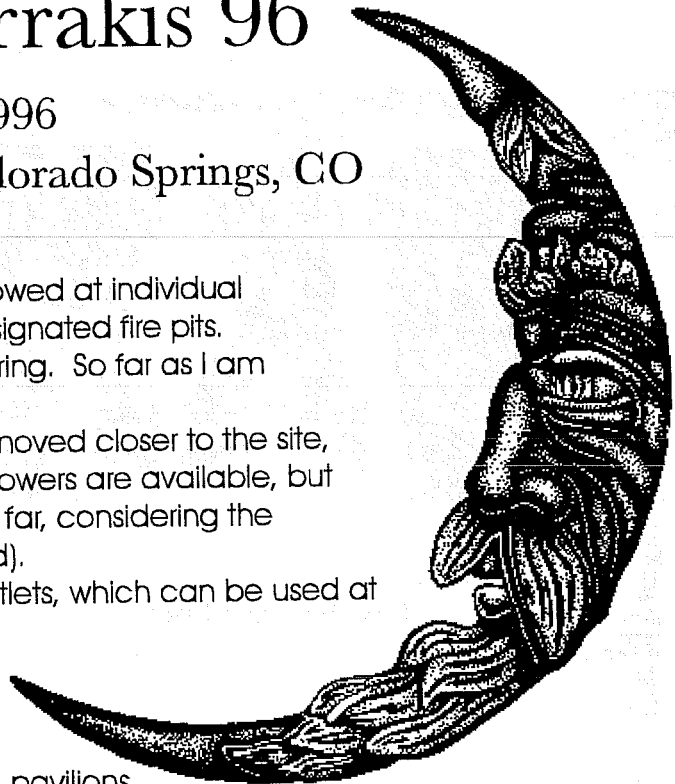 rrakis 96
996
lorado Springs, CO
owed at individual
signated fire pits.
ring. So far as I am
moved closer to the site,
owers are available, but
far, considering the
d).
tlets, which can be used at
pavilions